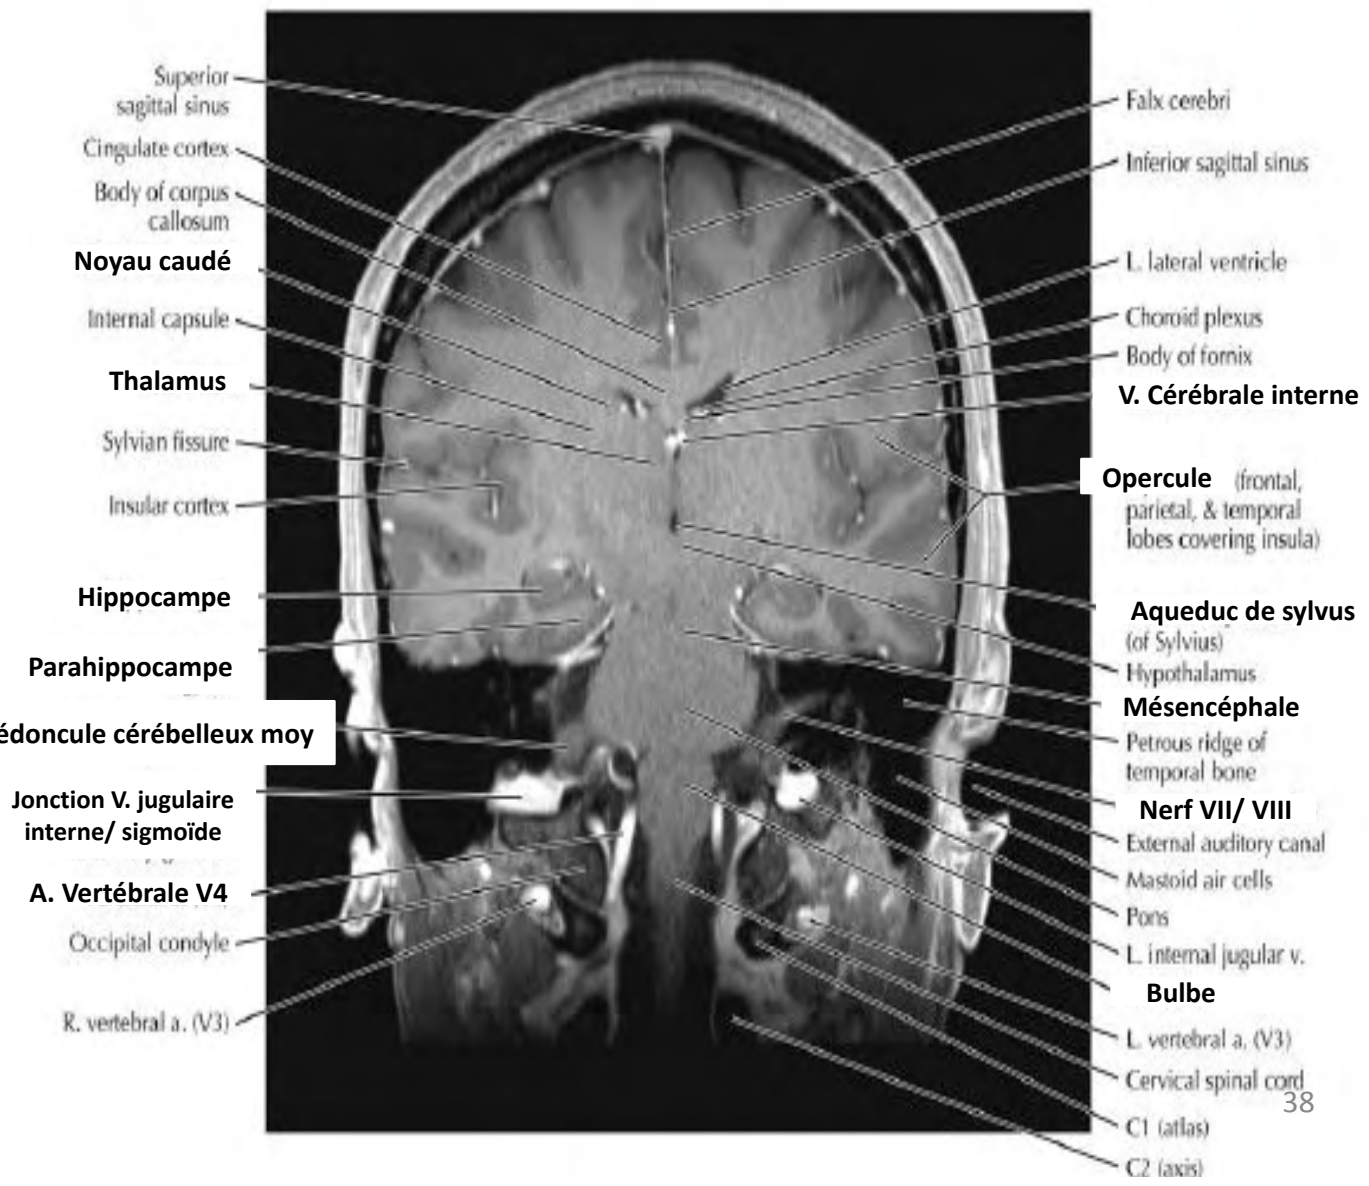 Superior
sagittal sinus
Cingulate cortex
Body of corpus
callosum
Noyau caudé
Internal capsule
Thalamus
Sylvian fissure
Insular cortex
Hippocampe
Parahippocampe
édoncule cérébelleux moy
Jonction V. jugulaire
interne/ sigmoïde
A. Vertébrale V4
Occipital condyle
R. vertebral a. (V3)
Falx cerebri
Inferior sagittal sinus
L. lateral ventricle
Choroid plexus
Body of fornix
V. Cérébrale interne
Opercule (frontal,
parietal, & temporal
lobes covering insula)
Aqueduc de sylvus
(of Sylvius)
Hypothalamus
Mésencéphale
Petrous ridge of
temporal bone
Nerf VII/ VIII
External auditory canal
Mastoid air cells
Pons
L. internal jugular v.
Bulbe
L. vertebral a. (V3)
Cervical spinal cord
38
C1 (atlas)
C2 (axis)